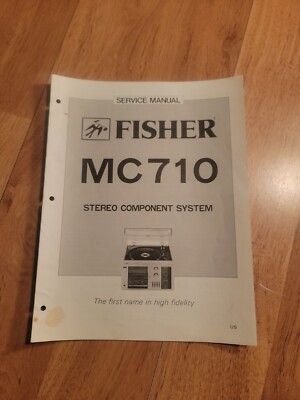 SERVICE MANUAL
FISHER
MC710
STEREO COMPONENT SYSTEM
The first name in high fidelity